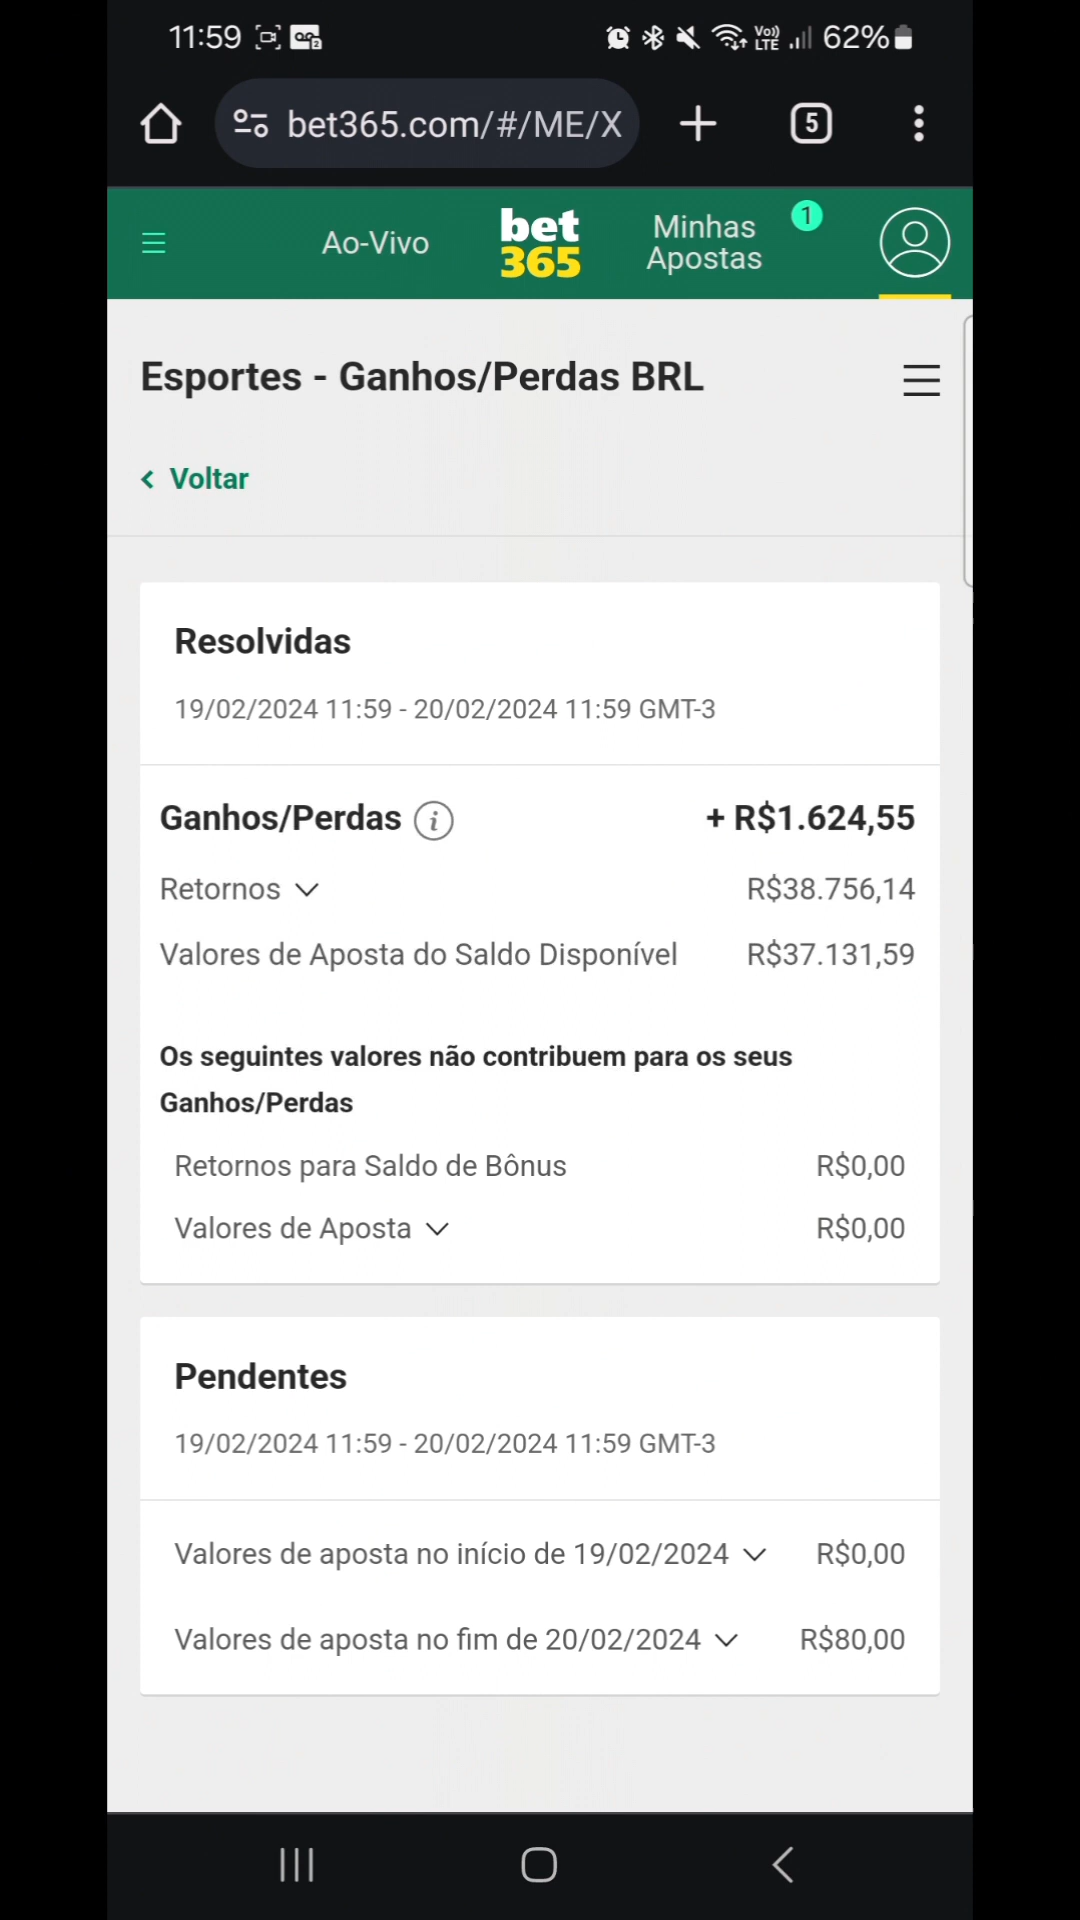 11:59
62%
bet365.com/#/ME/X
5
Ao-Vivo
bet
365
Minhas
Apostas
1
Esportes - Ganhos/Perdas BRL
Voltar
Resolvidas
19/02/2024 11:59 - 20/02/2024 11:59 GMT-3
Ganhos/Perdas i + R$1.624,55
Retornos R$38.756,14
Valores de Aposta do Saldo Disponível R$37.131,59
Os seguintes valores não contribuem para os seus
Ganhos/Perdas
Retornos para Saldo de Bônus R$0,00
Valores de Aposta R$0,00
Pendentes
19/02/2024 11:59 - 20/02/2024 11:59 GMT-3
Valores de aposta no início de 19/02/2024 R$0,00
Valores de aposta no fim de 20/02/2024 R$80,00